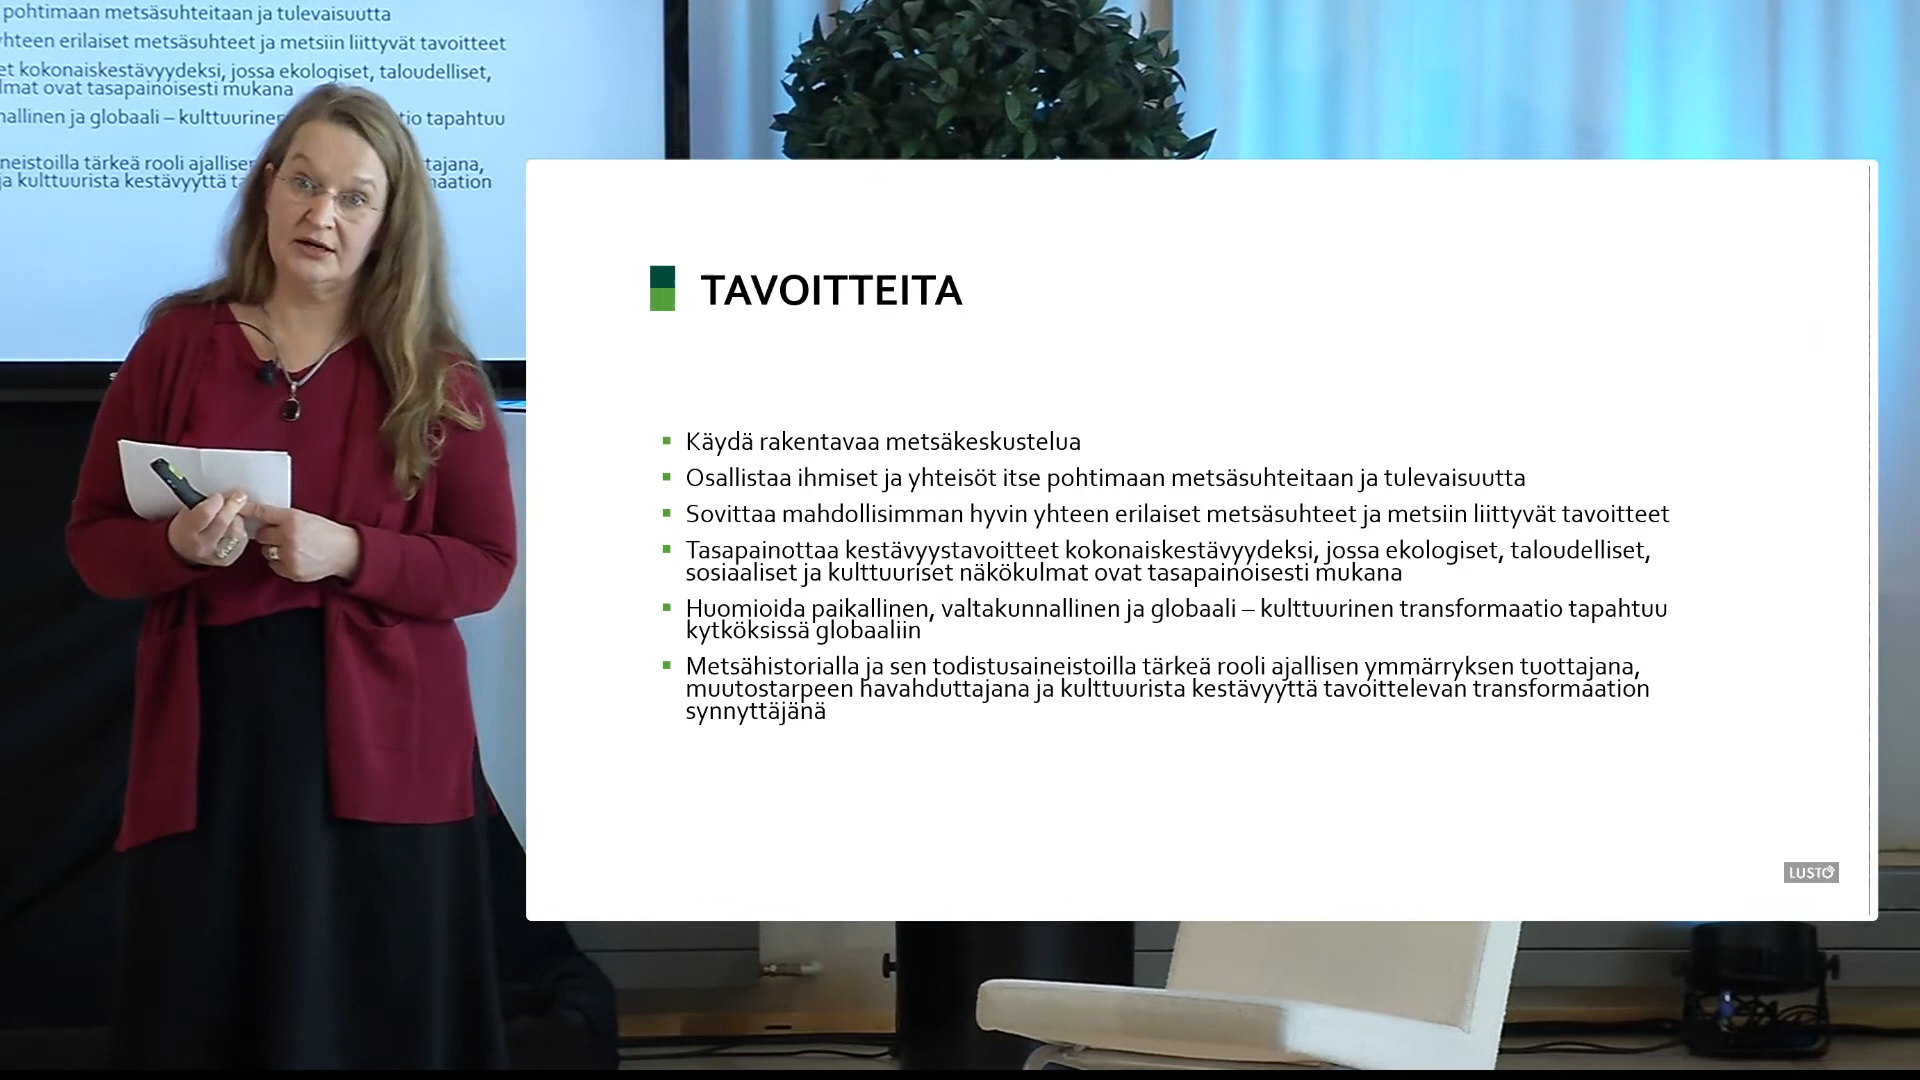 pohtimaan metsäsuhteitaan ja tulevaisuutta
yhteen erilaiset metsäsuhteet ja metsiin liittyvät tavoitteet
et kokonaiskestävyydeksi, jossa ekologiset, taloudelliset,
lmat ovat tasapainoisesti mukana
nallinen ja globaali – kulttuurinen tio tapahtuu
neistoilla tärkeä rooli ajallisen tajana,
ja kulttuurista kestävyyttä ta maation
TAVOITTEITA
Käydä rakentavaa metsäkeskustelua
Osallistaa ihmiset ja yhteisöt itse pohtimaan metsäsuhteitaan ja tulevaisuutta
Sovittaa mahdollisimman hyvin yhteen erilaiset metsäsuhteet ja metsiin liittyvät tavoitteet
Tasapainottaa kestävyystavoitteet kokonaiskestävyydeksi, jossa ekologiset, taloudelliset,
sosiaaliset ja kulttuuriset näkökulmat ovat tasapainoisesti mukana
Huomioida paikallinen, valtakunnallinen ja globaali – kulttuurinen transformaatio tapahtuu
kytköksissä globaaliin
Metsähistorialla ja sen todistusaineistoilla tärkeä rooli ajallisen ymmärryksen tuottajana,
muutostarpeen havahduttajana ja kulttuurista kestävyyttä tavoittelevan transformaation
synnyttäjänä
LUSTO